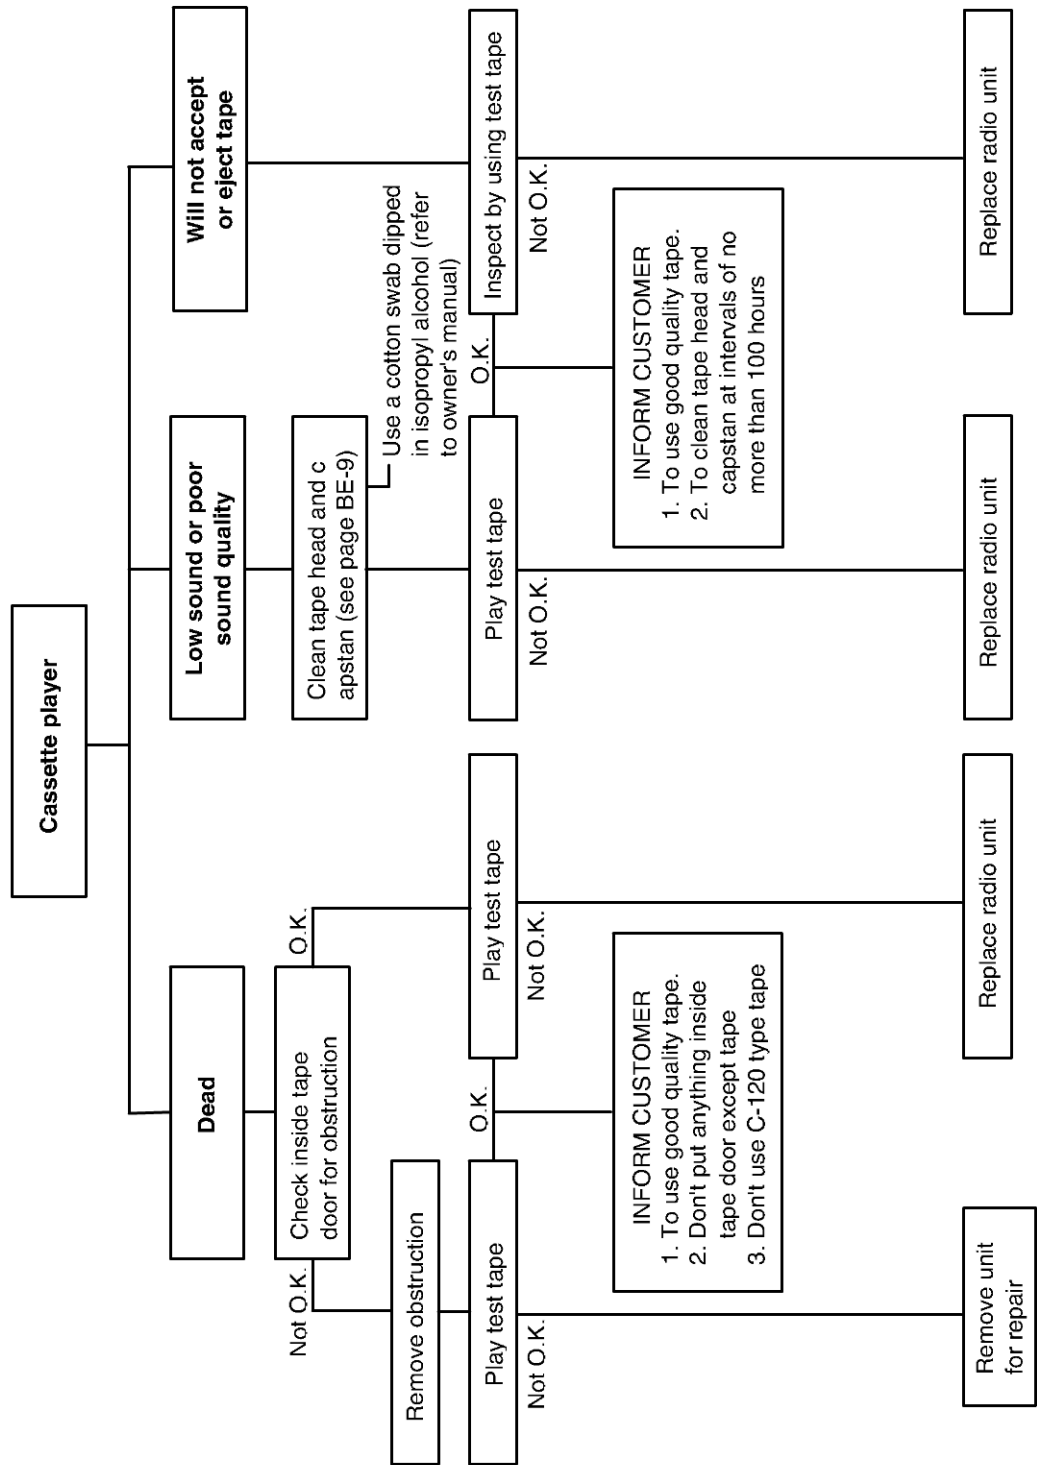 Cassette player
Dead
Low sound or poor
sound quality
Will not accept
or eject tape
Check inside tape
door for obstruction
Not O.K.
O.K.
Clean tape head and c
apstan (see page BE-9)
Use a cotton swab dipped
in isopropyl alcohol (refer
to owner's manual)
Remove obstruction
Play test tape
O.K.
Play test tape
Play test tape
O.K.
Inspect by using test tape
Not O.K.
Not O.K.
Not O.K.
Not O.K.
INFORM CUSTOMER
1. To use good quality tape.
2. Don't put anything inside
tape door except tape
3. Don't use C-120 type tape
INFORM CUSTOMER
1. To use good quality tape.
2. To clean tape head and
capstan at intervals of no
more than 100 hours
Remove unit
for repair
Replace radio unit
Replace radio unit
Replace radio unit